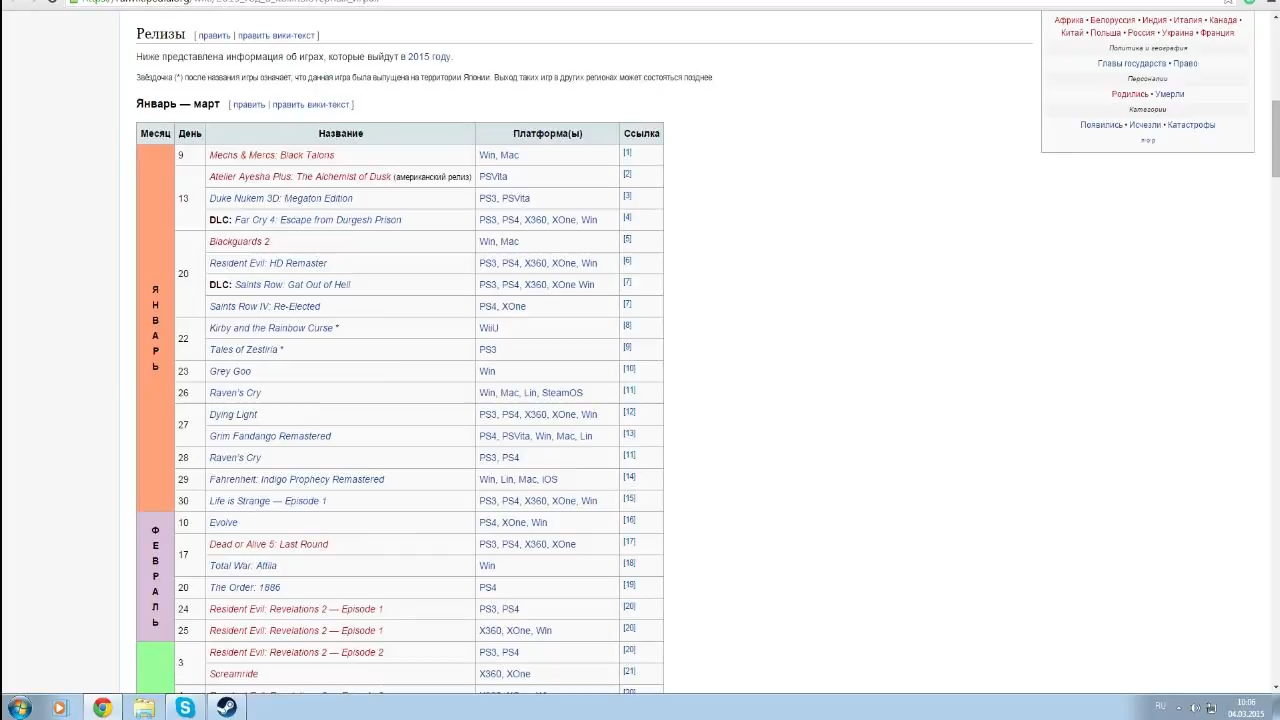 Релизы [ править | править вики-текст ]
Ниже представлена информация об играх, которые выйдут в 2015 году.
Звёздочка (*) после названия игры означает, что данная игра была выпущена на территории Японии. Выход таких игр в других регионах может состояться позднее
Январь — март [ править | править вики-текст ]
Месяц День Название Платформа(ы) Ссылка
ЯНВАРЬ
9 Mechs & Mercs: Black Talons Win, Mac [1]
13 Atelier Ayesha Plus: The Alchemist of Dusk (американский релиз) PSVita [2]
Duke Nukem 3D: Megaton Edition PS3, PSVita [3]
DLC: Far Cry 4: Escape from Durgesh Prison PS3, PS4, X360, XOne, Win [4]
20 Blackguards 2 Win, Mac [5]
Resident Evil: HD Remaster PS3, PS4, X360, XOne, Win [6]
DLC: Saints Row: Gat Out of Hell PS3, PS4, X360, XOne Win [7]
Saints Row IV: Re-Elected PS4, XOne [7]
22 Kirby and the Rainbow Curse * WiiU [8]
Tales of Zestiria * PS3 [9]
23 Grey Goo Win [10]
26 Raven's Cry Win, Mac, Lin, SteamOS [11]
27 Dying Light PS3, PS4, X360, XOne, Win [12]
Grim Fandango Remastered PS4, PSVita, Win, Mac, Lin [13]
28 Raven's Cry PS3, PS4 [11]
29 Fahrenheit: Indigo Prophecy Remastered Win, Lin, Mac, iOS [14]
30 Life is Strange — Episode 1 PS3, PS4, X360, XOne, Win [15]
ФЕВРАЛЬ
10 Evolve PS4, XOne, Win [16]
17 Dead or Alive 5: Last Round PS3, PS4, X360, XOne [17]
Total War: Attila Win [18]
20 The Order: 1886 PS4 [19]
24 Resident Evil: Revelations 2 — Episode 1 PS3, PS4 [20]
25 Resident Evil: Revelations 2 — Episode 1 X360, XOne, Win [20]
3 Resident Evil: Revelations 2 — Episode 2 PS3, PS4 [20]
Screamride X360, XOne [21]
Африка • Белоруссия • Индия • Италия • Канада •
Китай • Польша • Россия • Украина • Франция
Политика и география
Главы государств • Право
Персоналии
Родились • Умерли
Категории
Появились • Исчезли • Катастрофы
п·о·р
RU 10:06
04.03.2015